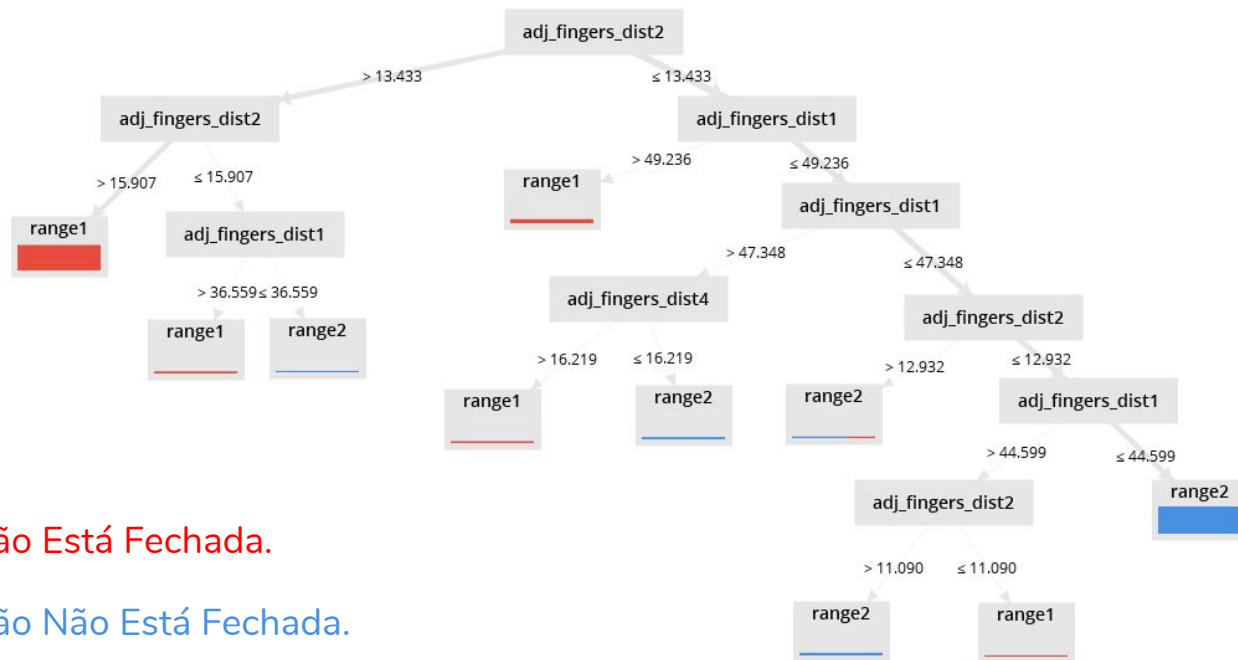 adj_fingers_dist2
> 13.433
≤ 13.433
adj_fingers_dist2
adj_fingers_dist1
> 15.907
≤ 15.907
> 49.236
≤ 49.236
range1
adj_fingers_dist1
range1
adj_fingers_dist1
> 36.559
≤ 36.559
> 47.348
≤ 47.348
range1
range2
adj_fingers_dist4
adj_fingers_dist2
> 16.219
≤ 16.219
> 12.932
≤ 12.932
range1
range2
range2
adj_fingers_dist1
> 44.599
≤ 44.599
adj_fingers_dist2
range2
> 11.090
≤ 11.090
range2
range1
ão Está Fechada.
ão Não Está Fechada.